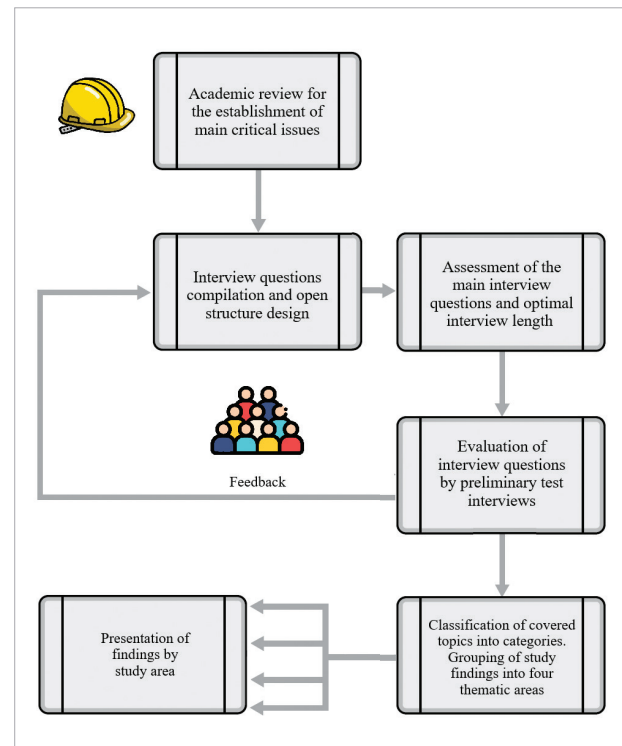 Academic review for
the establishment of
main critical issues
Interview questions
compilation and open
structure design
Assessment of the
main interview
questions and optimal
interview length
Feedback
Evaluation of
interview questions
by preliminary test
interviews
Classification of covered
topics into categories.
Grouping of study
findings into four
thematic areas
Presentation of
findings by
study area